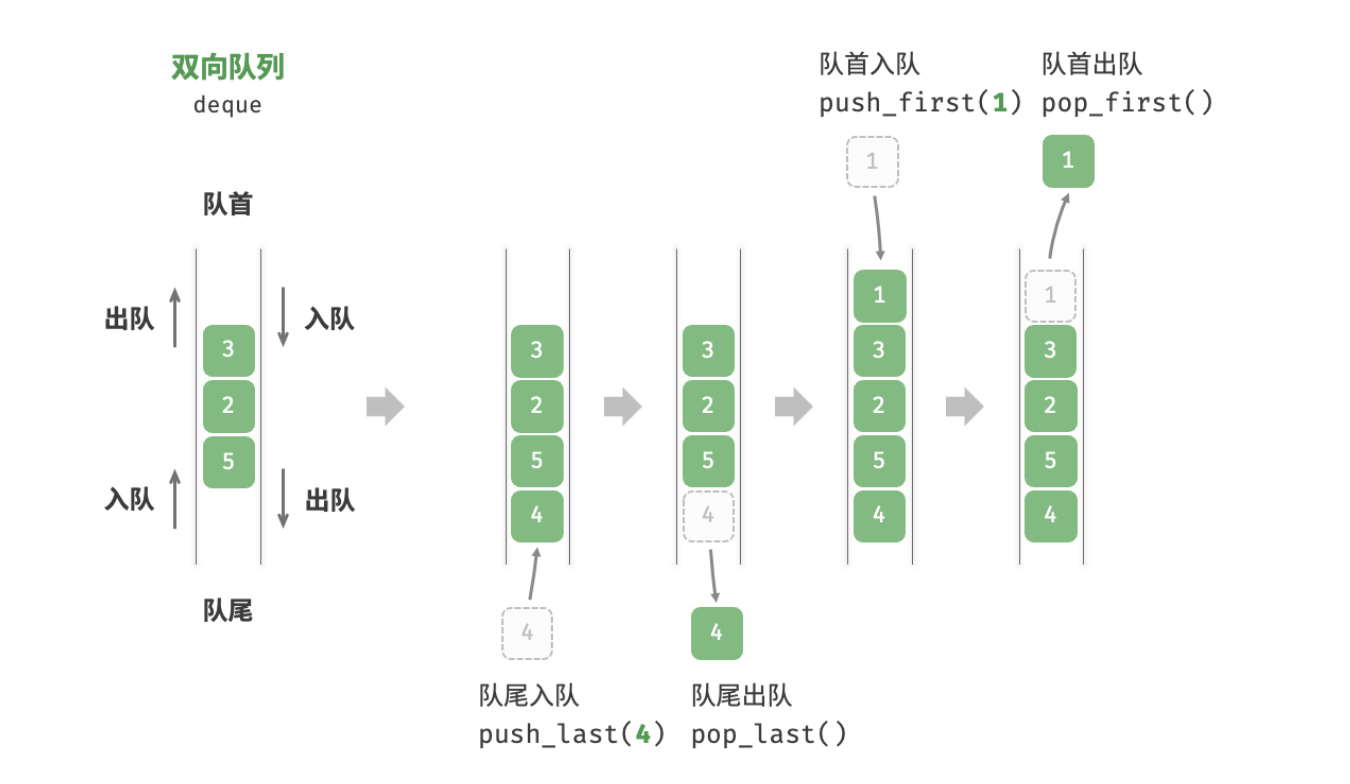 双向队列
deque
队首
出队
入队
3
2
5
入队
出队
队尾
3
2
5
4
4
队尾入队
push_last(4)
3
2
5
4
4
队尾出队
pop_last()
队首入队
push_first(1)
1
1
3
2
5
4
队首出队
pop_first()
1
1
3
2
5
4